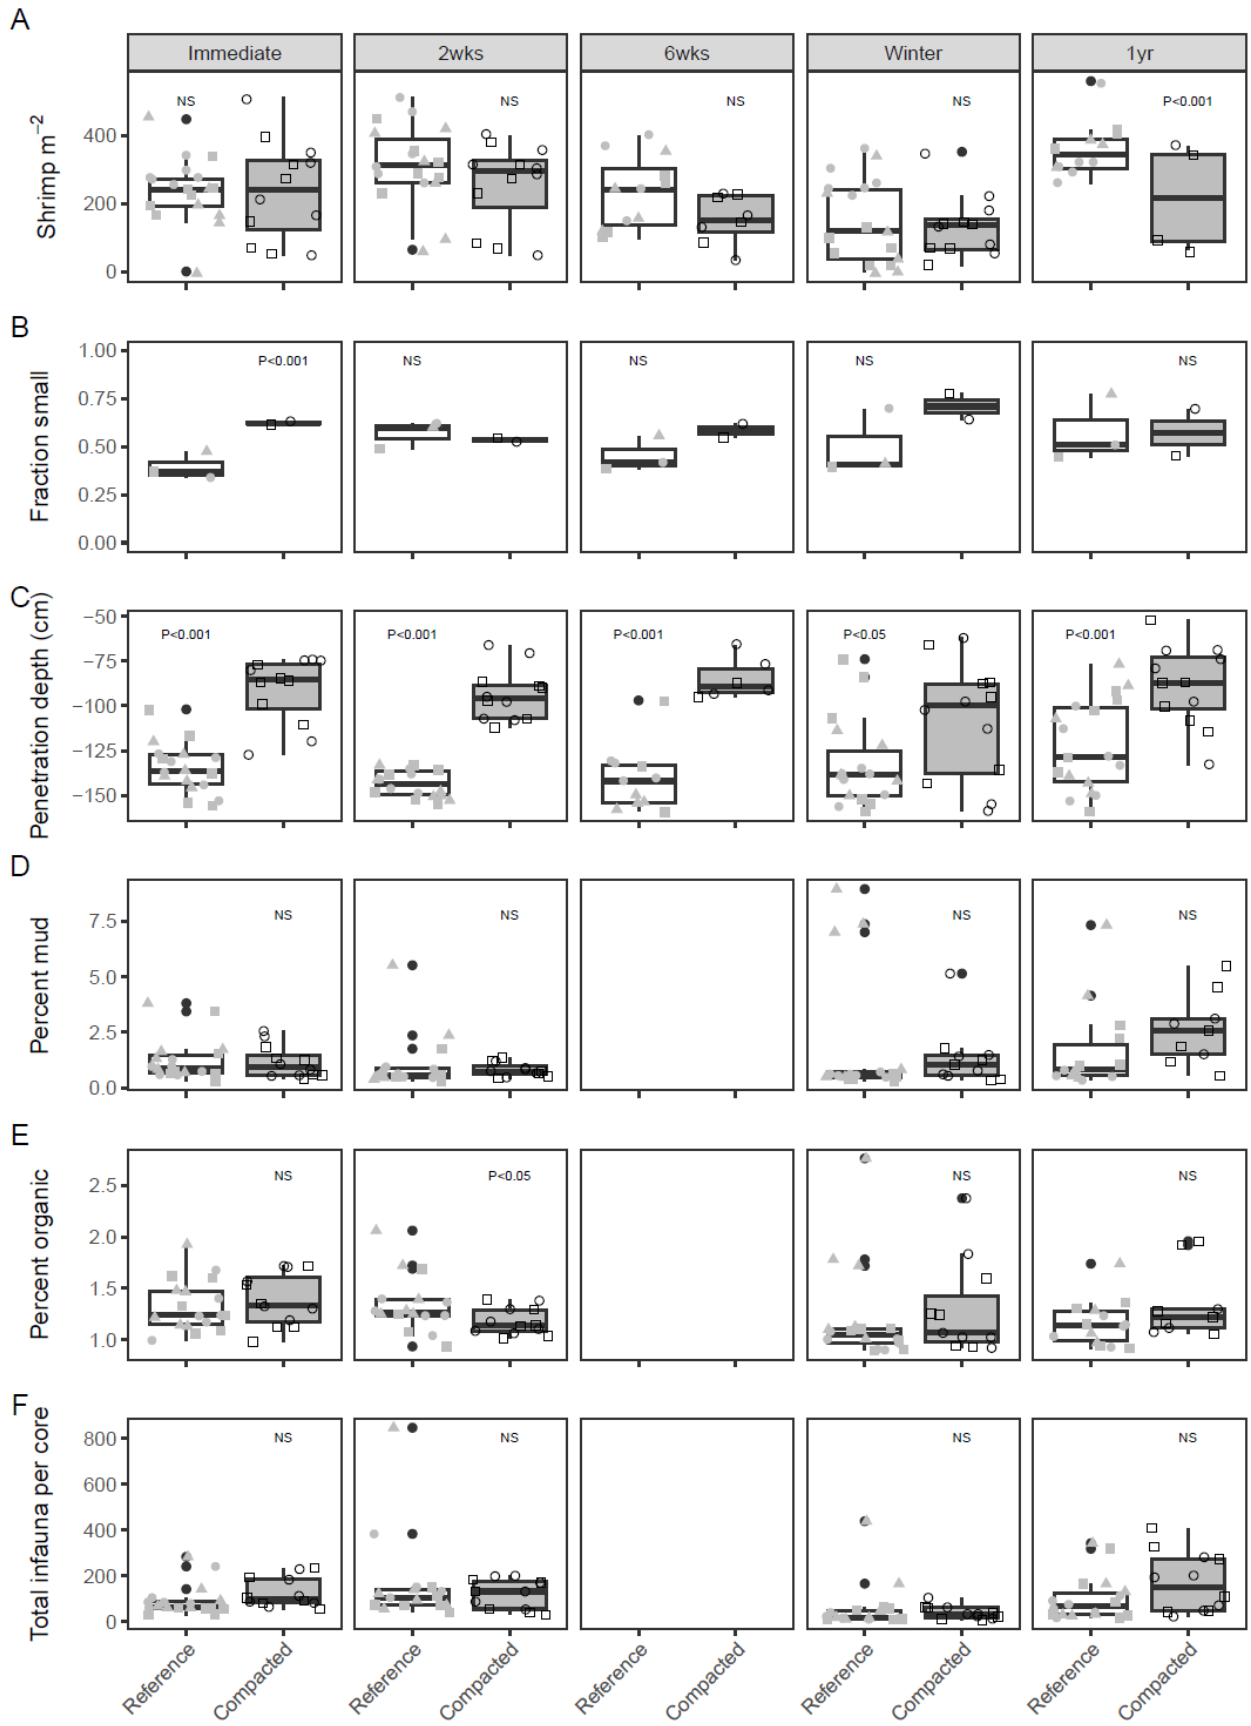 A
Immediate 2wks 6wks Winter 1yr
Shrimp m⁻²
400
200
0
NS NS NS NS P<0.001
B
Fraction small
1.00
0.75
0.50
0.25
0.00
P<0.001 NS NS NS NS
C
Penetration depth (cm)
−50
−75
−100
−125
−150
P<0.001 P<0.001 P<0.001 P<0.05 P<0.001
D
Percent mud
7.5
5.0
2.5
0.0
NS NS NS NS
E
Percent organic
2.5
2.0
1.5
1.0
NS P<0.05 NS NS
F
Total infauna per core
800
600
400
200
0
NS NS NS NS
Reference Compacted Reference Compacted Reference Compacted Reference Compacted Reference Compacted